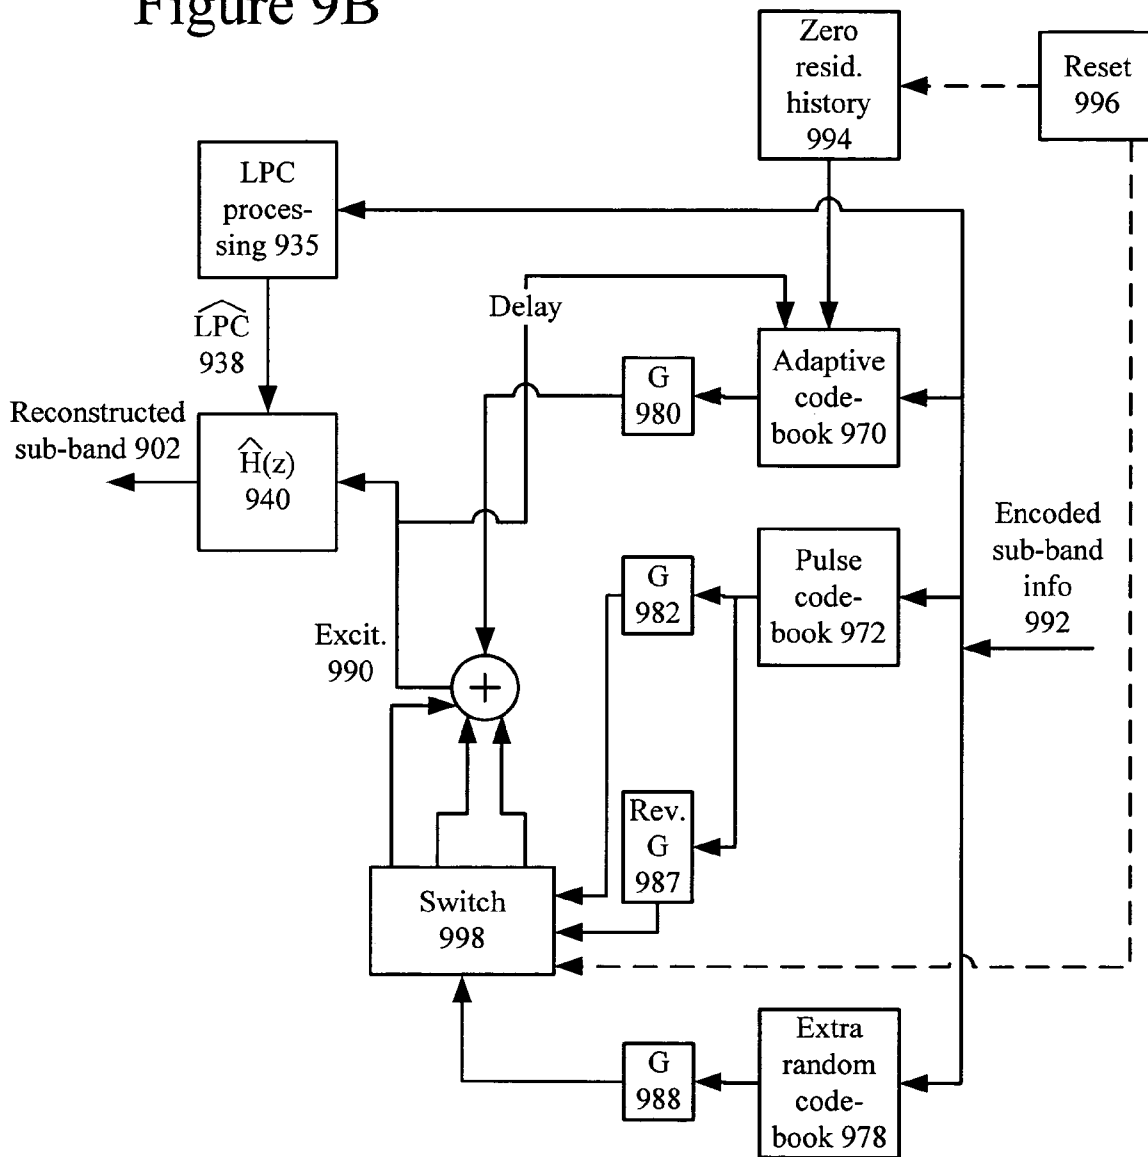 Figure 9B
Zero
resid.
history
994
Reset
996
LPC
proces-
sing 935
Delay
LPC
938
Adaptive
code-
book 970
G
980
Reconstructed
sub-band 902
Ĥ(z)
940
Encoded
sub-band
info
992
Pulse
code-
book 972
G
982
Excit.
990
+
Rev.
G
987
Switch
998
Extra
random
code-
book 978
G
988